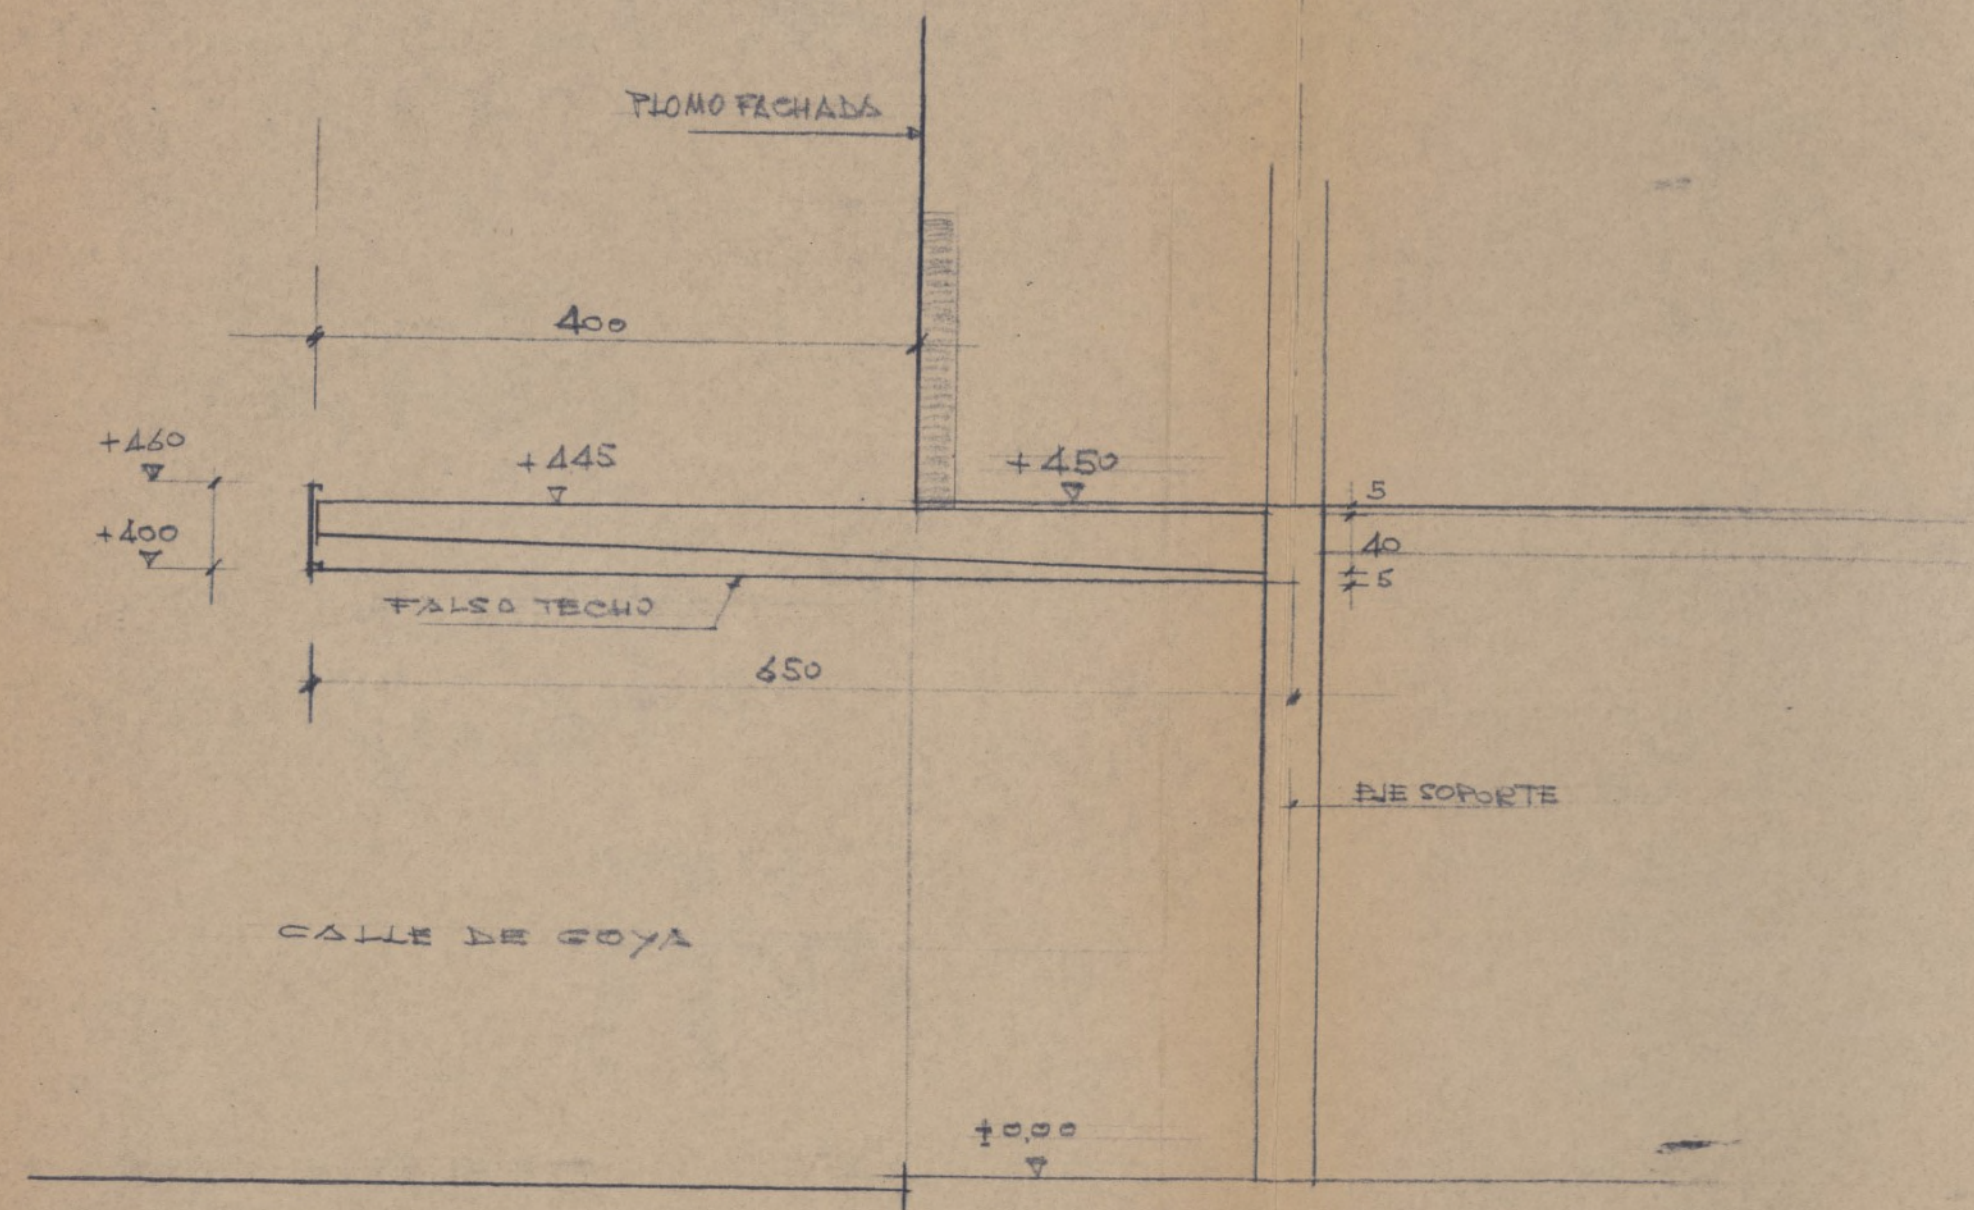 PLOMO FACHADA
400
+460
+445
+450
5
+400
40
5
FALSO TECHO
650
EJE SOPORTE
CALLE DE GOYA
±0,00